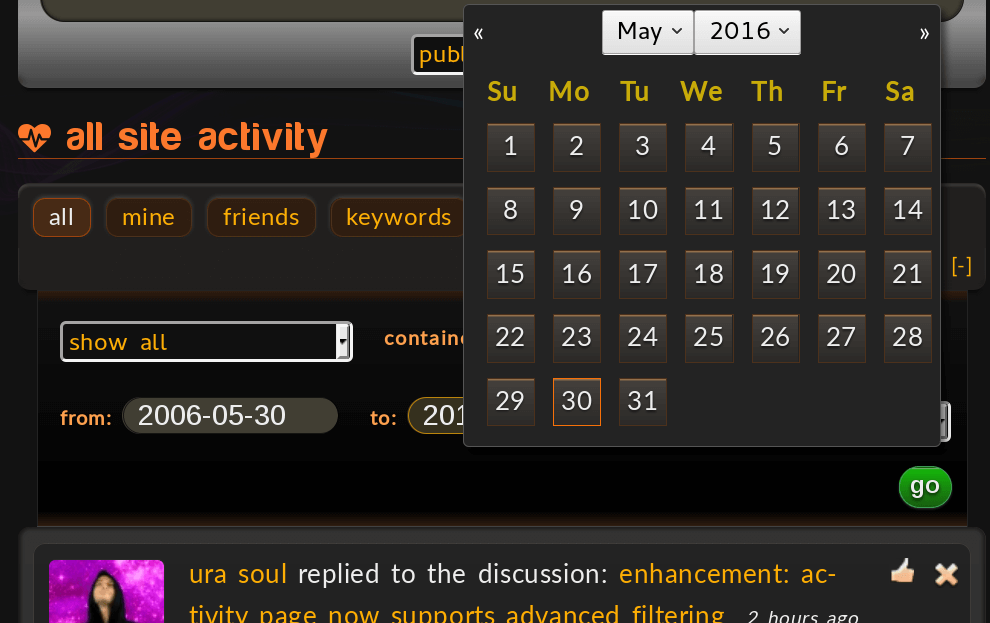 « May 2016 »
publ
Su Mo Tu We Th Fr Sa
all site activity
1 2 3 4 5 6 7
all mine friends keywords
8 9 10 11 12 13 14
15 16 17 18 19 20 21
[-]
show all
22 23 24 25 26 27 28
from: 2006-05-30 to: 201
29 30 31
go
ura soul replied to the discussion: enhancement: ac-
tivity page now supports advanced filtering 2 hours ago